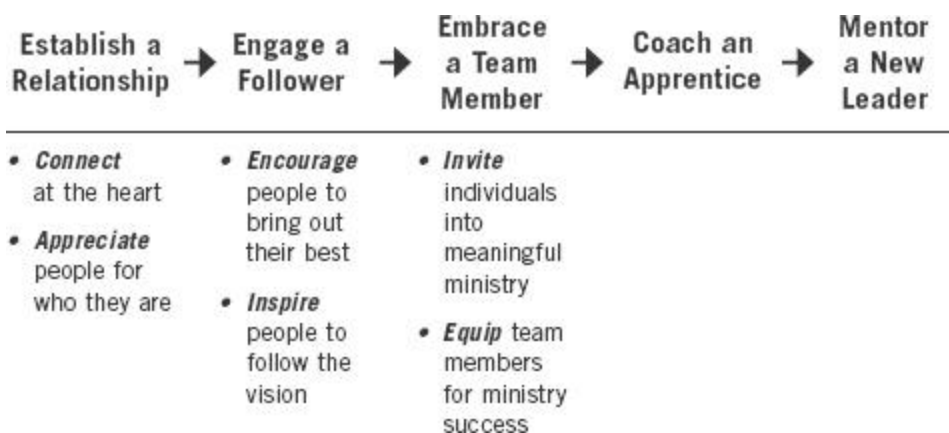 Establish a
Relationship
Engage a
Follower
Embrace
a Team
Member
Coach an
Apprentice
Mentor
a New
Leader
• Connect
at the heart
• Appreciate
people for
who they are
• Encourage
people to
bring out
their best
• Inspire
people to
follow the
vision
• Invite
individuals
into
meaningful
ministry
• Equip team
members
for ministry
success